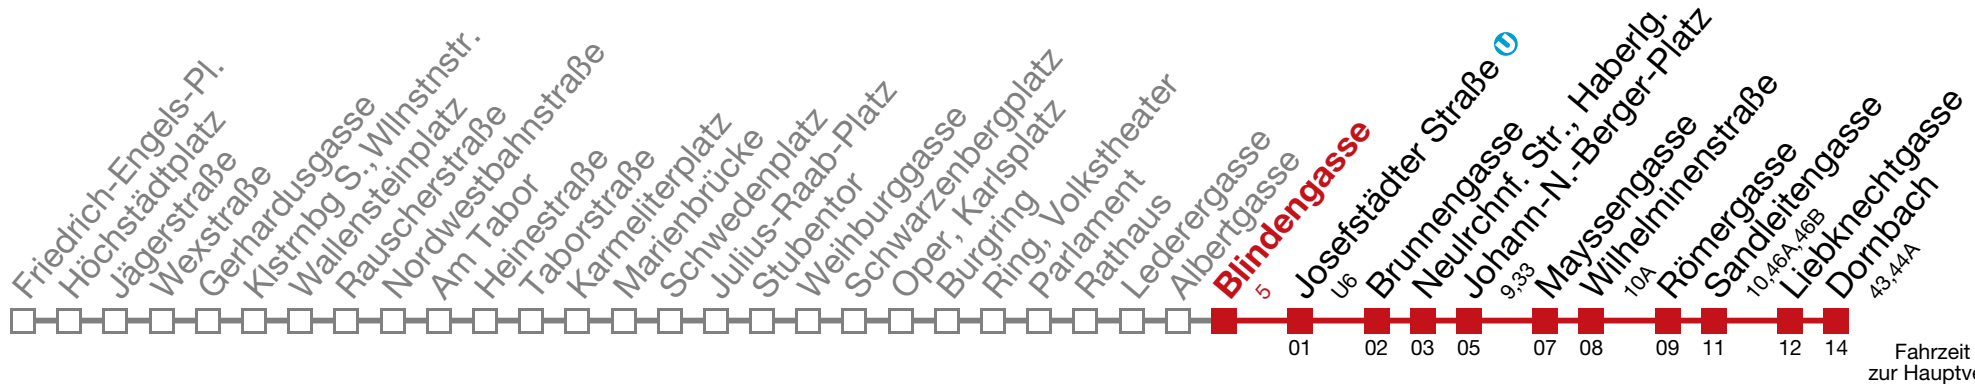 Friedrich-Engels-Pl.
Höchstädtplatz
Jägerstraße
Wexstraße
Gerhardusgasse
Klstrnbg S., Wllnstnstr.
Wallensteinplatz
Rauscherstraße
Nordwestbahnstraße
Am Tabor
Heinestraße
Taborstraße
Karmeliterplatz
Marienbrücke
Schwedenplatz
Julius-Raab-Platz
Stubentor
Weihburggasse
Schwarzenbergplatz
Oper, Karlsplatz
Burgring
Ring, Volkstheater
Parlament
Rathaus
Lederergasse
Albertgasse
Blindengasse
5
Josefstädter Straße U
U6
Brunnengasse
Neulrchnf. Str., Haberlg.
Johann-N.-Berger-Platz
9,33
Mayssengasse
Wilhelminenstraße
10A
Römergasse
Sandleitengasse
10,46A,46B
Liebknechtgasse
Dornbach
43,44A
01 02 03 05 07 08 09 11 12 14
Fahrzeit
zur Hauptve